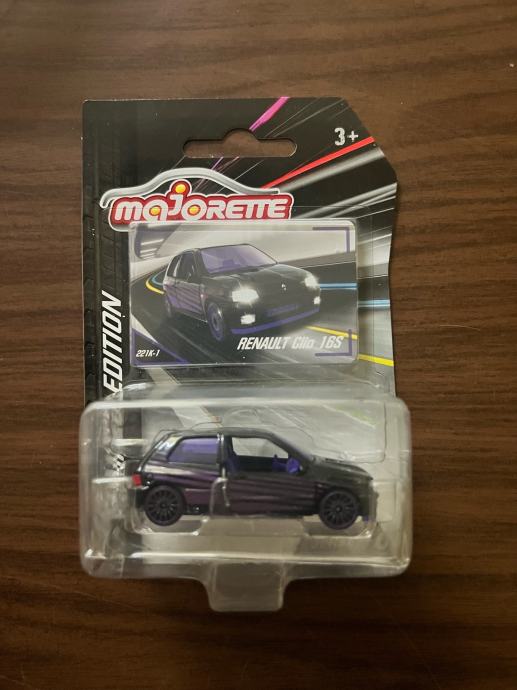 3+
majorette
221K-1
RENAULT Clio 16S
EDITION